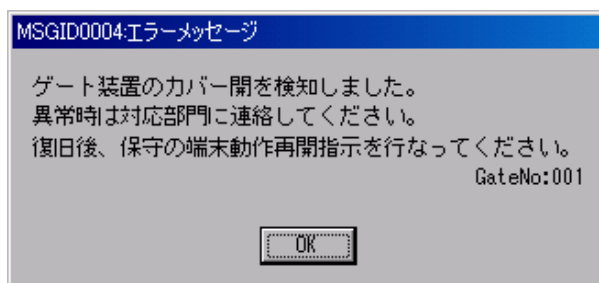 MSGID0004:エラーメッセージ
ゲート装置のカバー開を検知しました。
異常時は対応部門に連絡してください。
復旧後、保守の端末動作再開指示を行なってください。
GateNo:001
OK